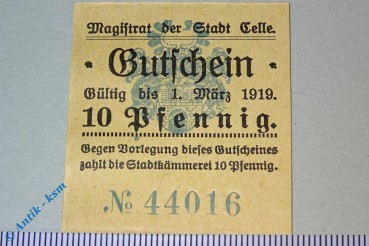 Magistrat der Stadt Celle.
· Gutschein ·
Gültig bis 1. März 1919.
10 Pfennig.
Gegen Vorlegung dieses Gutscheines
zahlt die Stadtkämmerei 10 Pfennig.
№ 44016
© Antik - ksm